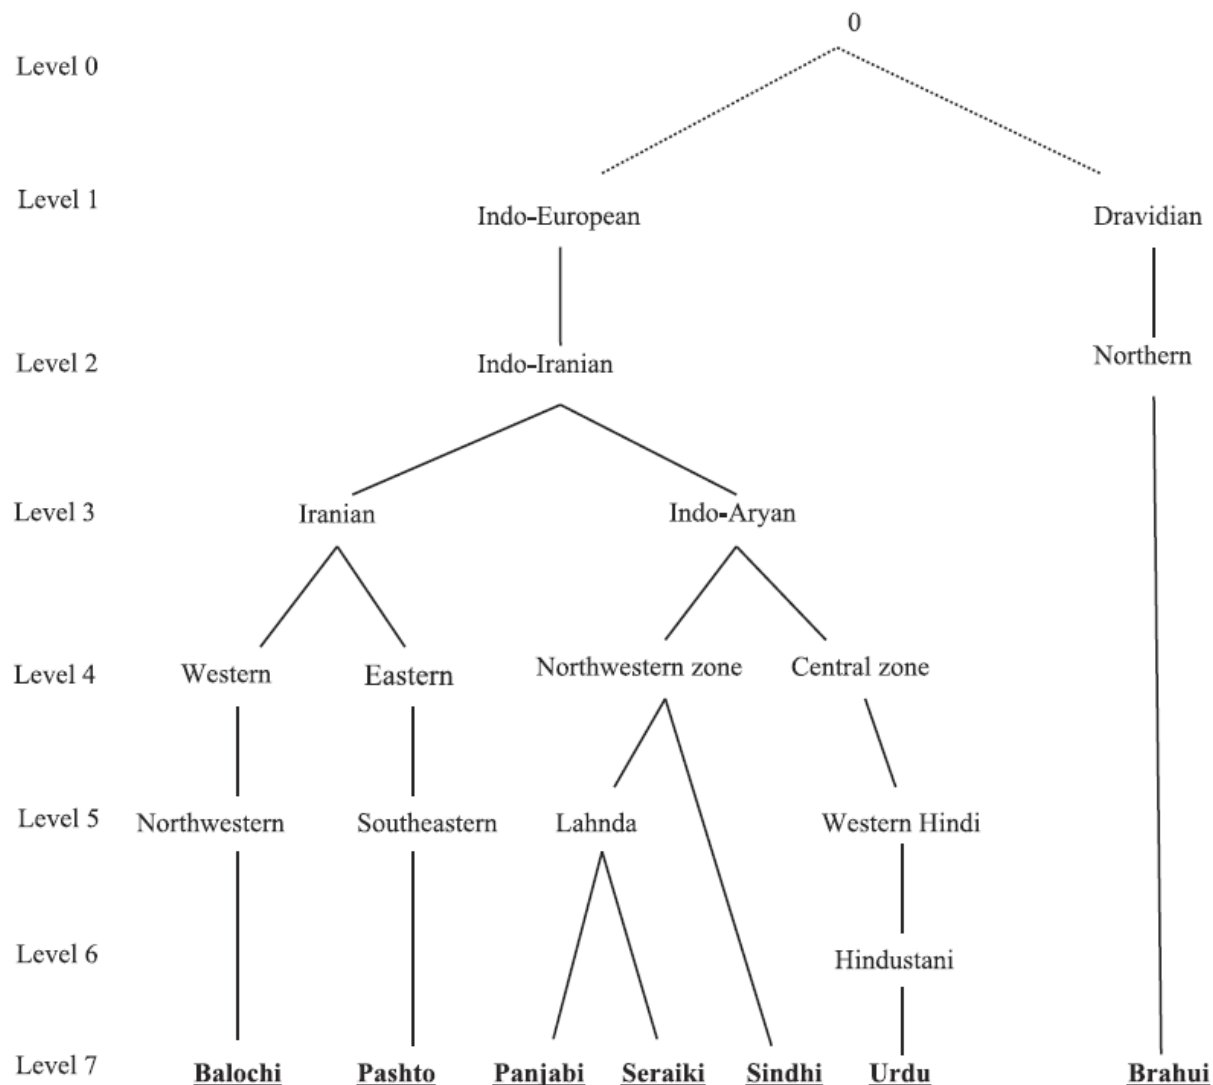 0
Level 0
Level 1
Indo-European Dravidian
Level 2 Indo-Iranian Northern
Level 3 Iranian Indo-Aryan
Level 4 Western Eastern Northwestern zone Central zone
Level 5 Northwestern Southeastern Lahnda Western Hindi
Level 6 Hindustani
Level 7 Balochi Pashto Panjabi Seraiki Sindhi Urdu Brahui